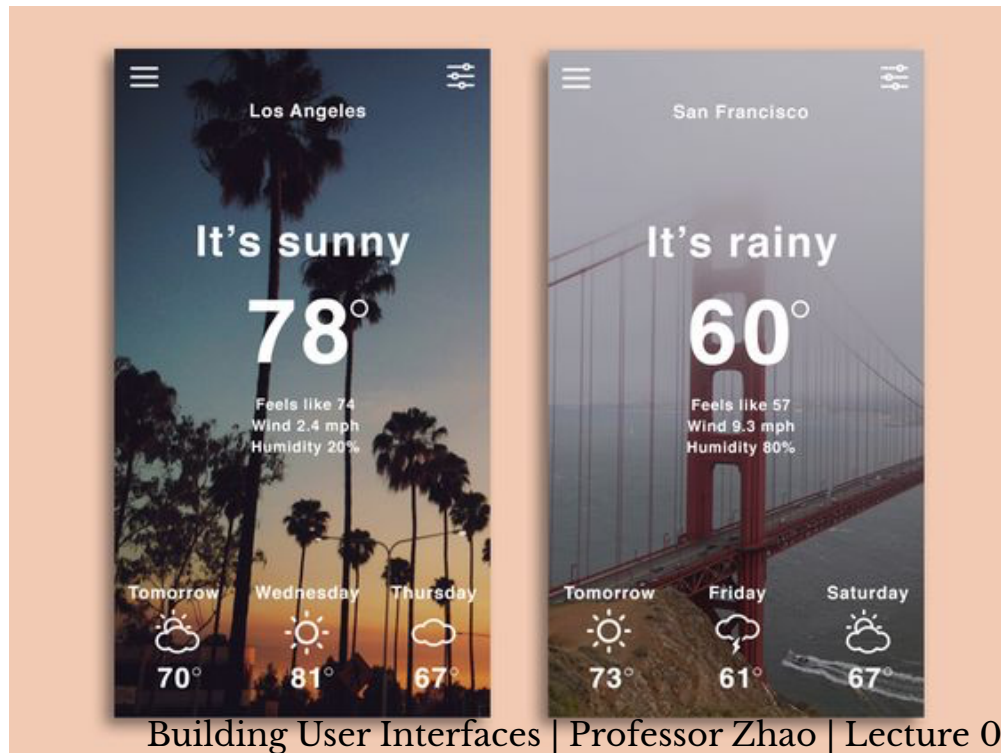 Los Angeles
It's sunny
78°
Feels like 74
Wind 2.4 mph
Humidity 20%
Tomorrow Wednesday Thursday
70° 81° 67°
San Francisco
It's rainy
60°
Feels like 57
Wind 9.3 mph
Humidity 80%
Tomorrow Friday Saturday
73° 61° 67°
Building User Interfaces | Professor Zhao | Lecture 0